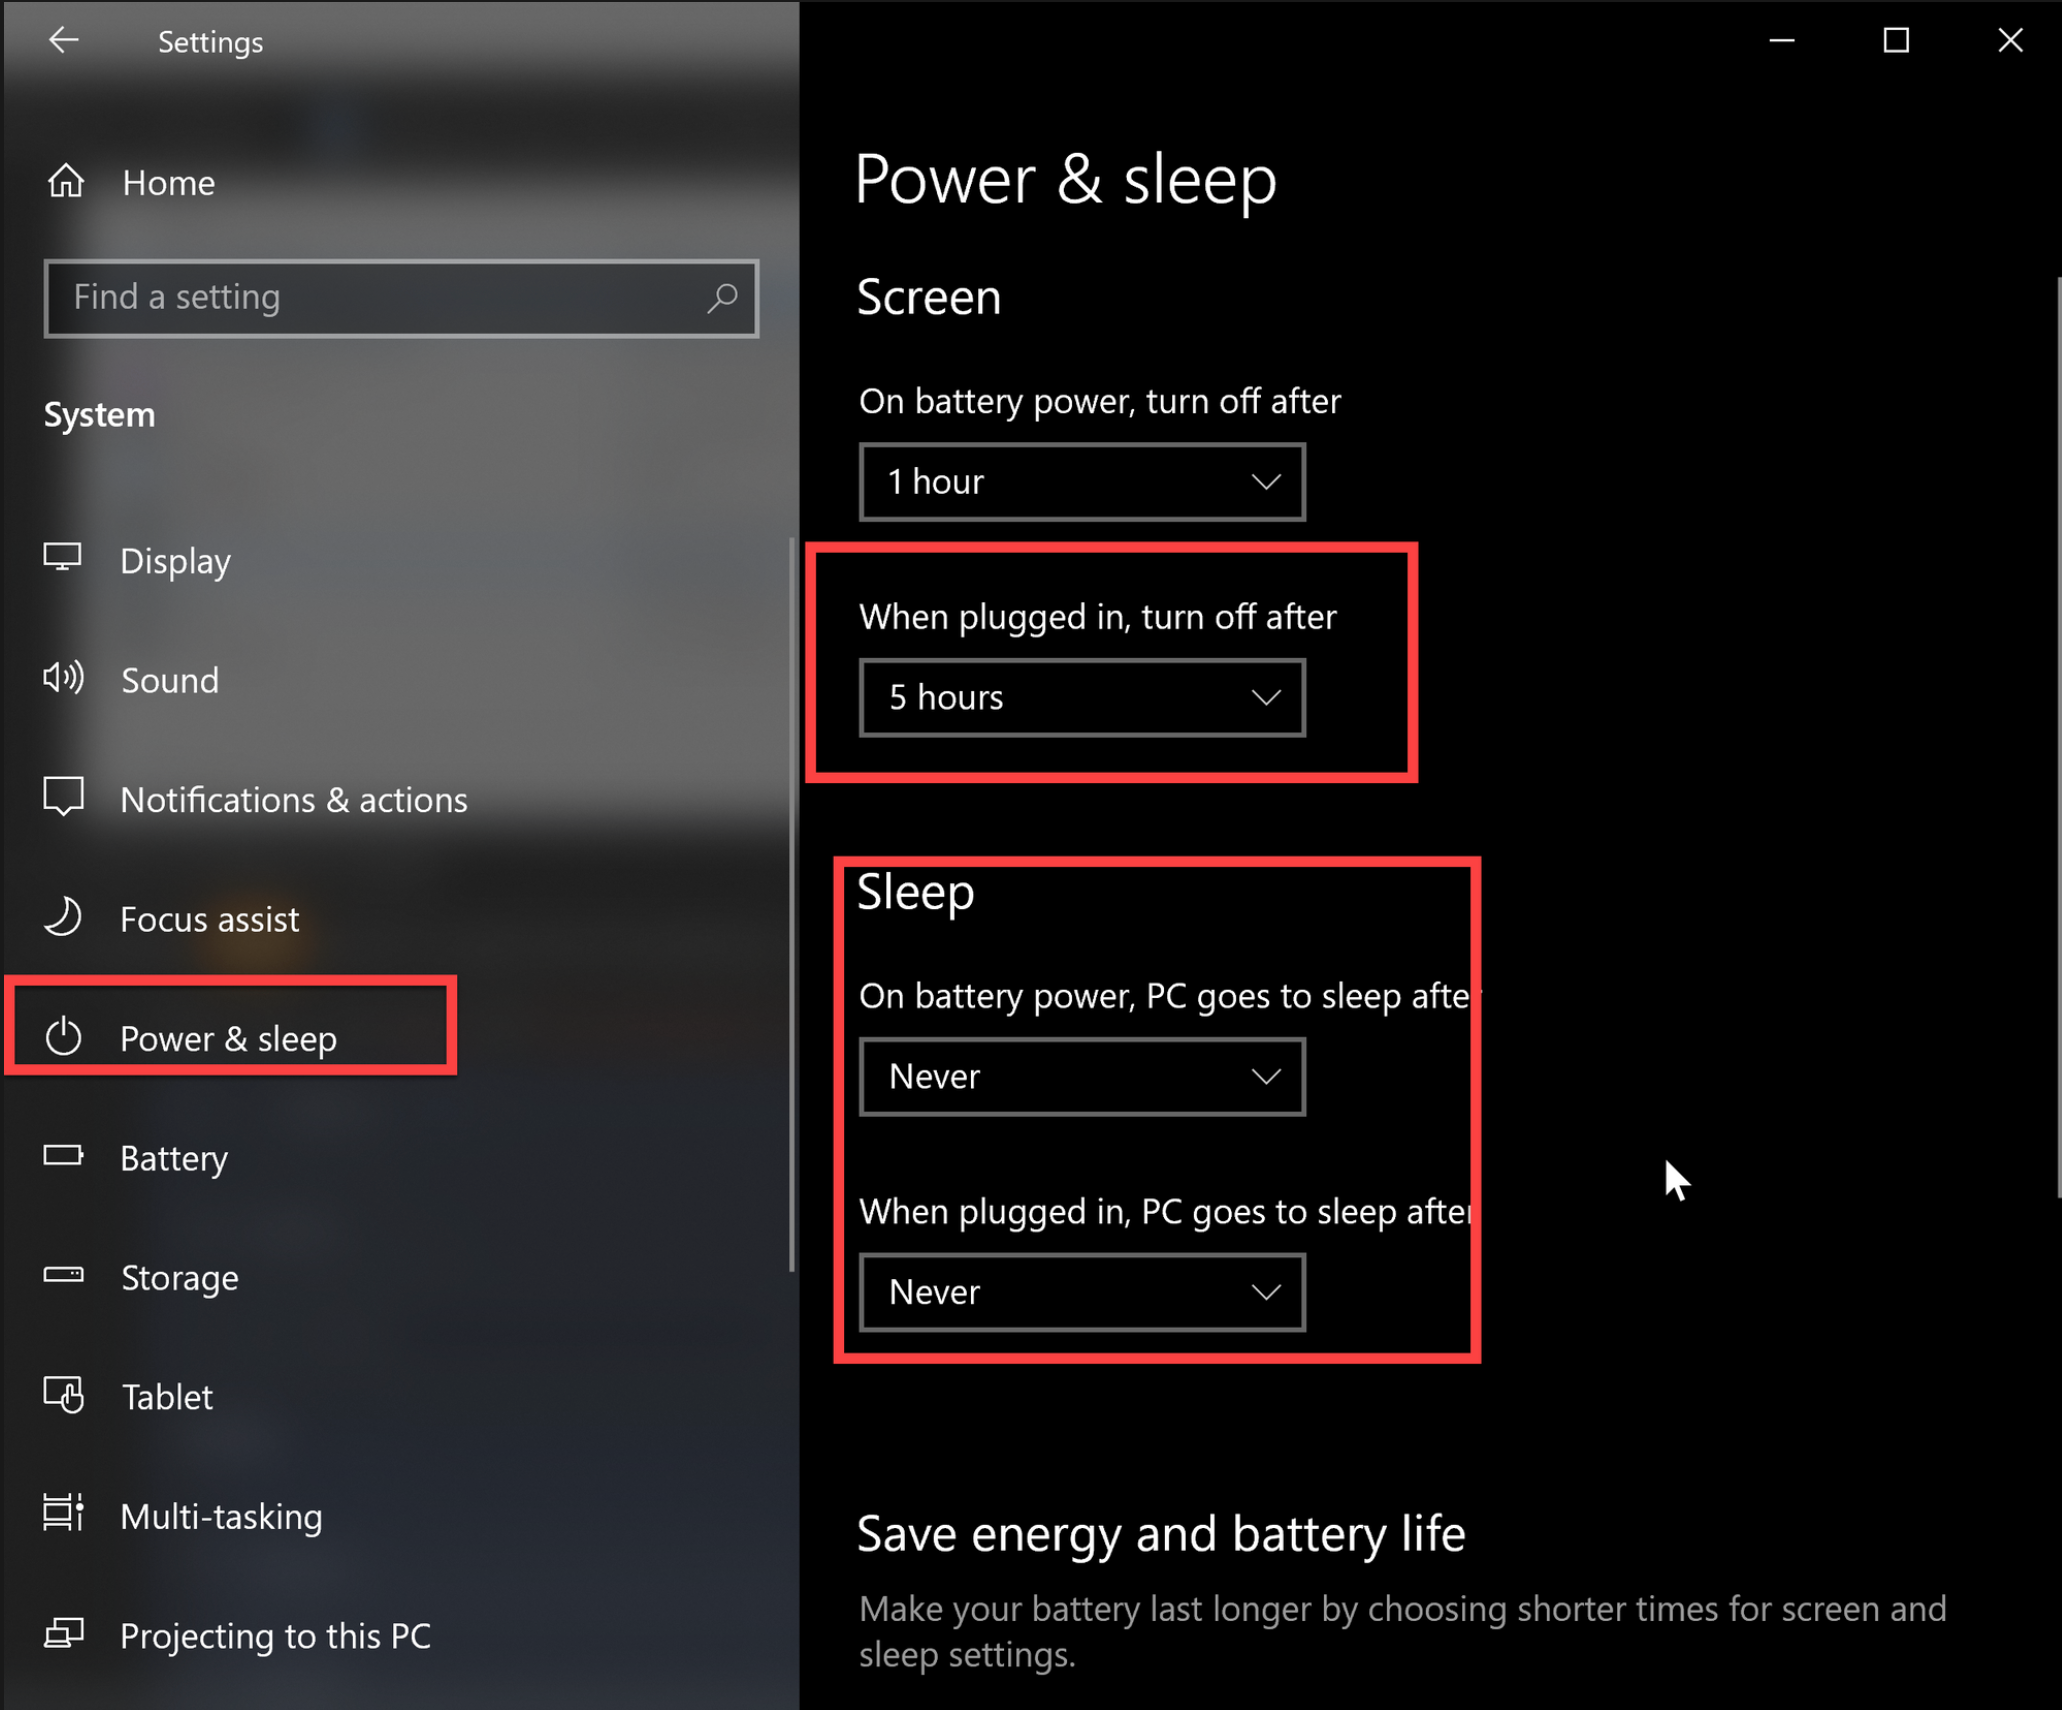 Settings
Home
Find a setting
System
Display
Sound
Notifications & actions
Focus assist
Power & sleep
Battery
Storage
Tablet
Multi-tasking
Projecting to this PC
Power & sleep
Screen
On battery power, turn off after
1 hour
When plugged in, turn off after
5 hours
Sleep
On battery power, PC goes to sleep after
Never
When plugged in, PC goes to sleep after
Never
Save energy and battery life
Make your battery last longer by choosing shorter times for screen and
sleep settings.